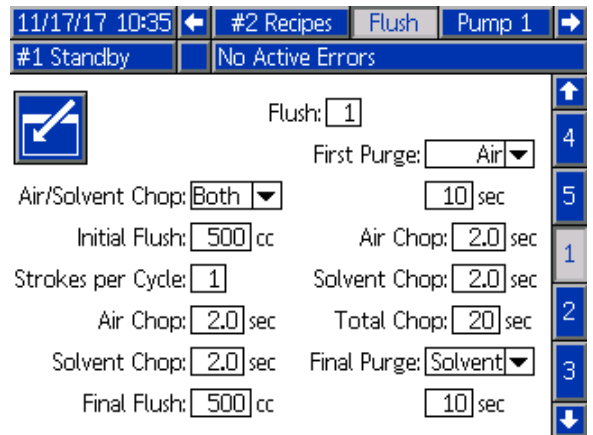 11/17/17 10:35 #2 Recipes Flush Pump 1
#1 Standby No Active Errors
Flush: 1
First Purge: Air
Air/Solvent Chop: Both 10 sec
Initial Flush: 500 cc Air Chop: 2.0 sec
Strokes per Cycle: 1 Solvent Chop: 2.0 sec
Air Chop: 2.0 sec Total Chop: 20 sec
Solvent Chop: 2.0 sec Final Purge: Solvent
Final Flush: 500 cc 10 sec
4
5
1
2
3